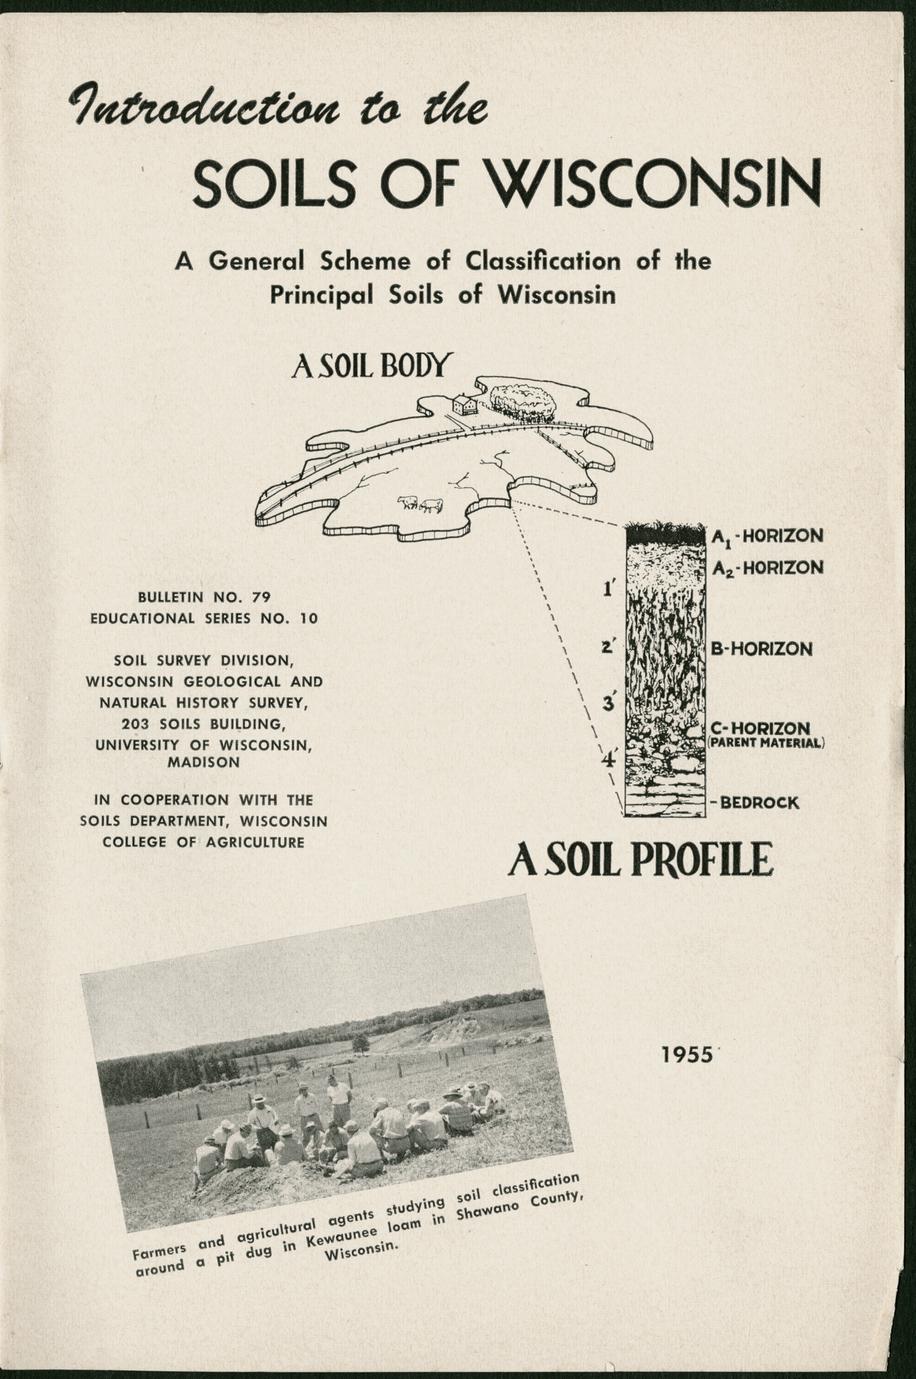 Introduction to the
SOILS OF WISCONSIN
A General Scheme of Classification of the
Principal Soils of Wisconsin
A SOIL BODY
A1-HORIZON
A2-HORIZON
1'
2'
B-HORIZON
3'
C-HORIZON
(PARENT MATERIAL)
4'
-BEDROCK
A SOIL PROFILE
BULLETIN NO. 79
EDUCATIONAL SERIES NO. 10
SOIL SURVEY DIVISION,
WISCONSIN GEOLOGICAL AND
NATURAL HISTORY SURVEY,
203 SOILS BUILDING,
UNIVERSITY OF WISCONSIN,
MADISON
IN COOPERATION WITH THE
SOILS DEPARTMENT, WISCONSIN
COLLEGE OF AGRICULTURE
1955
Farmers and agricultural agents studying soil classification
around a pit dug in Kewaunee loam in Shawano County,
Wisconsin.